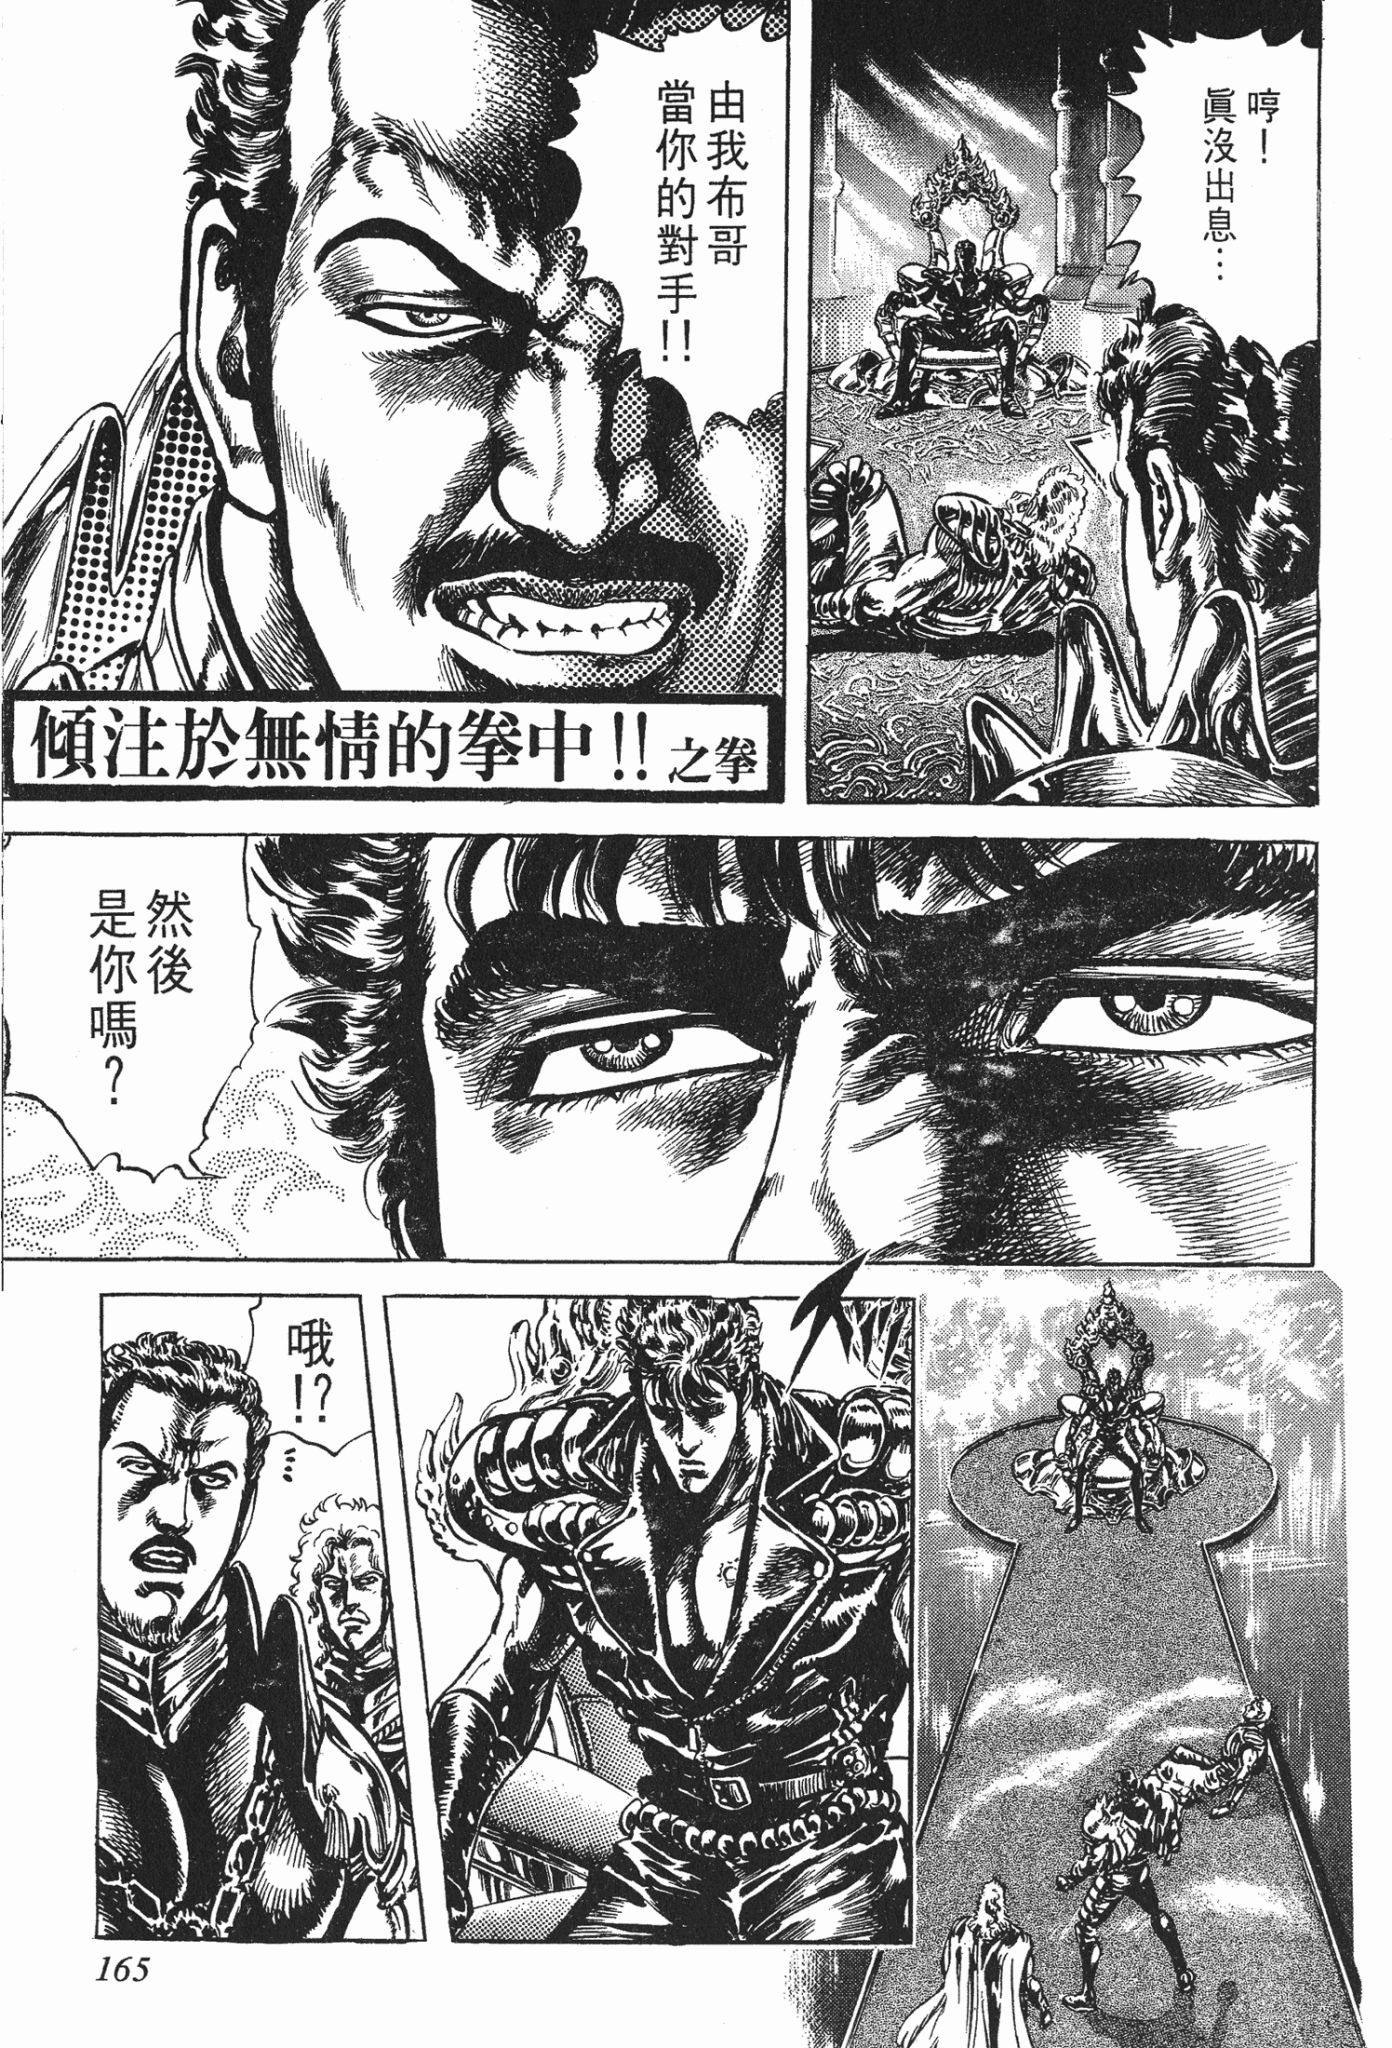 哼！
眞沒出息…
由我布哥
當你的對手!!
傾注於無情的拳中!! 之拳
然後
是你嗎？
哦!?
165